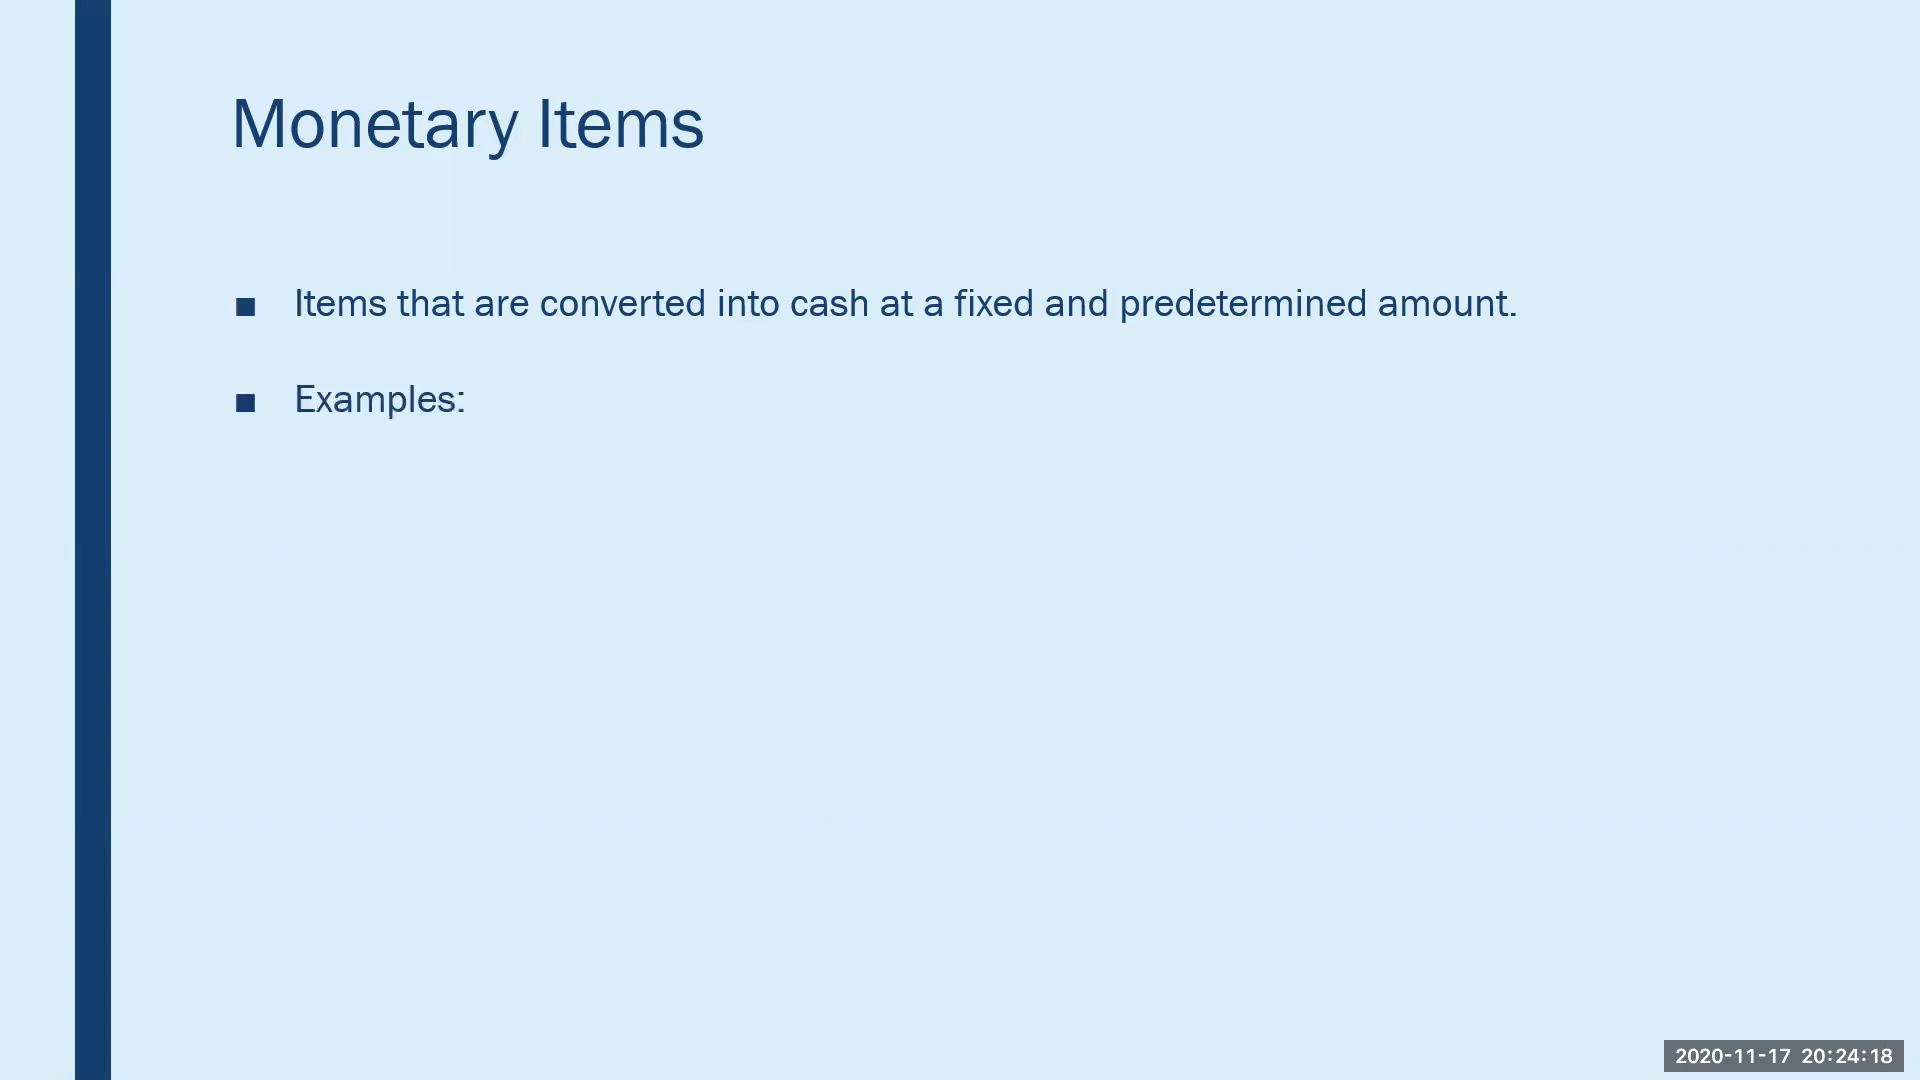 Monetary Items
■ Items that are converted into cash at a fixed and predetermined amount.
■ Examples:
2020-11-17 20:24:18